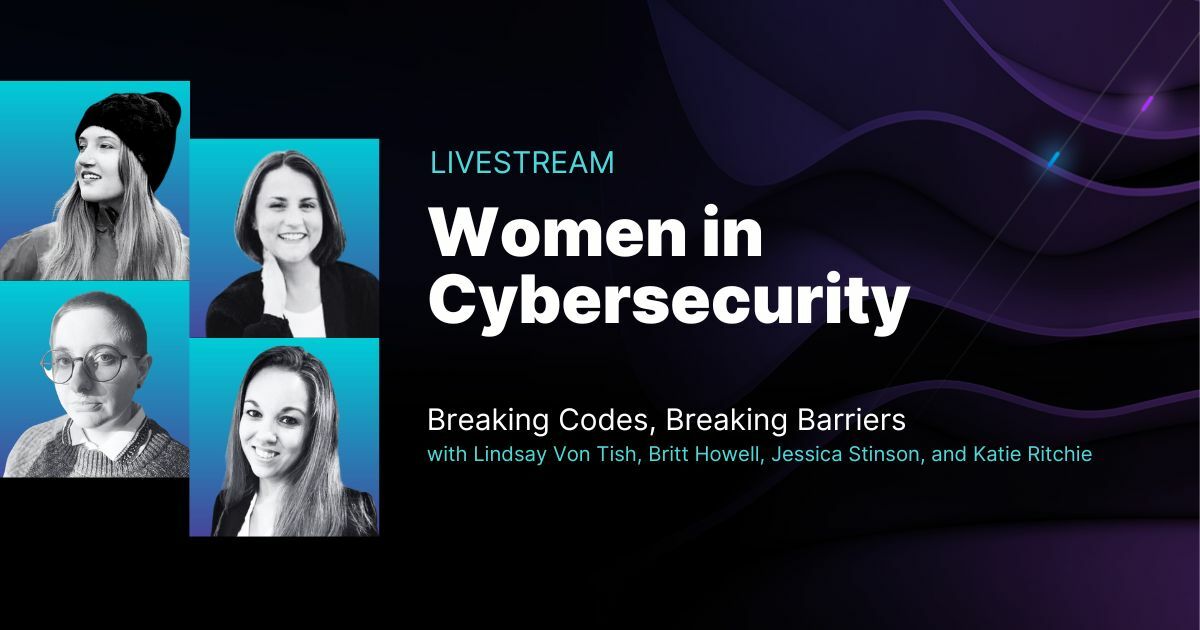 LIVESTREAM
Women in
Cybersecurity
Breaking Codes, Breaking Barriers
with Lindsay Von Tish, Britt Howell, Jessica Stinson, and Katie Ritchie